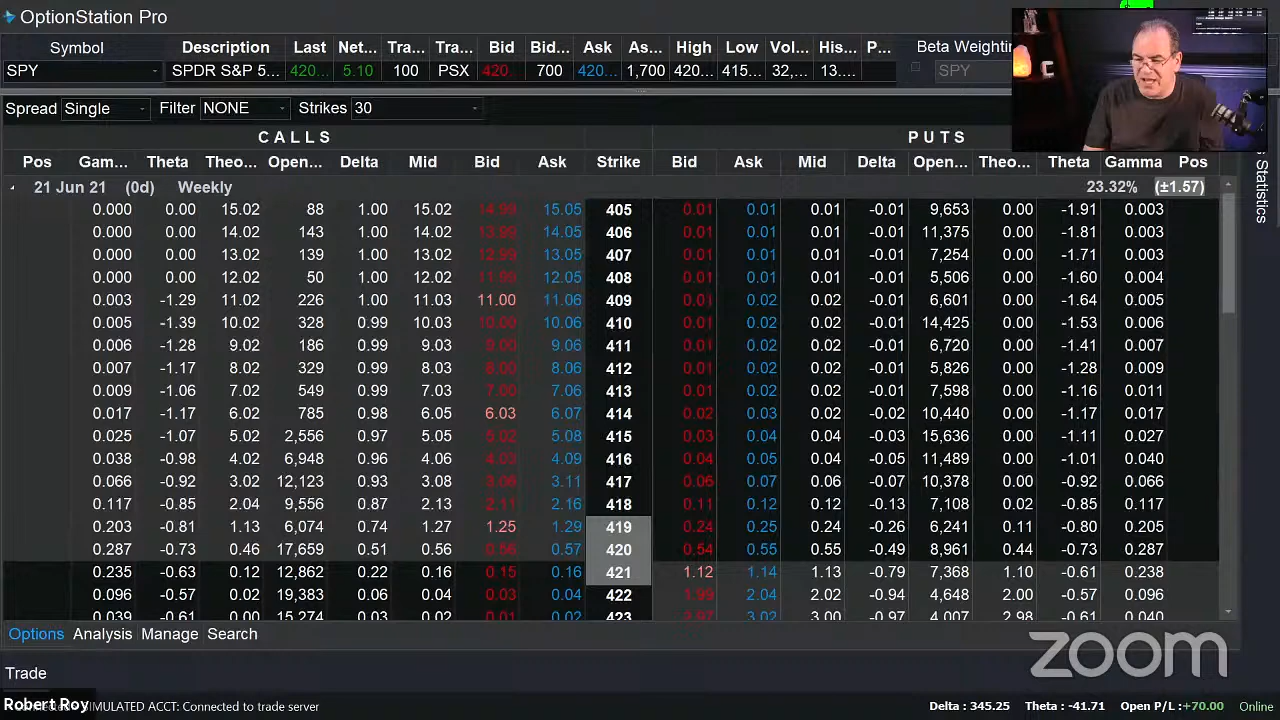 OptionStation Pro
Symbol Description Last Net... Tra... Tra... Bid Bid... Ask As... High Low Vol... His... P... Beta Weightin
SPY SPDR S&P 5... 420... 5.10 100 PSX 420. 700 420... 1,700 420... 415... 32,... 13.... SPY
Spread Single Filter NONE Strikes 30
CALLS PUTS
Pos Gam... Theta Theo... Open... Delta Mid Bid Ask Strike Bid Ask Mid Delta Open... Theo... Theta Gamma Pos
Statistics
21 Jun 21 (0d) Weekly 23.32% (±1.57)
0.000 0.00 15.02 88 1.00 15.02 14.99 15.05 405 0.01 0.01 0.01 -0.01 9,653 0.00 -1.91 0.003
0.000 0.00 14.02 143 1.00 14.02 13.99 14.05 406 0.01 0.01 0.01 -0.01 11,375 0.00 -1.81 0.003
0.000 0.00 13.02 139 1.00 13.02 12.99 13.05 407 0.01 0.01 0.01 -0.01 7,254 0.00 -1.71 0.003
0.000 0.00 12.02 50 1.00 12.02 11.99 12.05 408 0.01 0.01 0.01 -0.01 5,506 0.00 -1.60 0.004
0.003 -1.29 11.02 226 1.00 11.03 11.00 11.06 409 0.01 0.02 0.02 -0.01 6,601 0.00 -1.64 0.005
0.005 -1.39 10.02 328 0.99 10.03 10.00 10.06 410 0.01 0.02 0.02 -0.01 14,425 0.00 -1.53 0.006
0.006 -1.28 9.02 186 0.99 9.03 9.00 9.06 411 0.01 0.02 0.02 -0.01 6,720 0.00 -1.41 0.007
0.007 -1.17 8.02 329 0.99 8.03 8.00 8.06 412 0.01 0.02 0.02 -0.01 5,826 0.00 -1.28 0.009
0.009 -1.06 7.02 549 0.99 7.03 7.00 7.06 413 0.01 0.02 0.02 -0.01 7,598 0.00 -1.16 0.011
0.017 -1.17 6.02 785 0.98 6.05 6.03 6.07 414 0.02 0.03 0.02 -0.02 10,440 0.00 -1.17 0.017
0.025 -1.07 5.02 2,556 0.97 5.05 5.02 5.08 415 0.03 0.04 0.04 -0.03 15,636 0.00 -1.11 0.027
0.038 -0.98 4.02 6,948 0.96 4.06 4.03 4.09 416 0.04 0.05 0.04 -0.05 11,489 0.00 -1.01 0.040
0.066 -0.92 3.02 12,123 0.93 3.08 3.06 3.11 417 0.06 0.07 0.06 -0.07 10,378 0.00 -0.92 0.066
0.117 -0.85 2.04 9,556 0.87 2.13 2.11 2.16 418 0.11 0.12 0.12 -0.13 7,108 0.02 -0.85 0.117
0.203 -0.81 1.13 6,074 0.74 1.27 1.25 1.29 419 0.24 0.25 0.24 -0.26 6,241 0.11 -0.80 0.205
0.287 -0.73 0.46 17,659 0.51 0.56 0.56 0.57 420 0.54 0.55 0.55 -0.49 8,961 0.44 -0.73 0.287
0.235 -0.63 0.12 12,862 0.22 0.16 0.15 0.16 421 1.12 1.14 1.13 -0.79 7,368 1.10 -0.61 0.238
0.096 -0.57 0.02 19,383 0.06 0.04 0.03 0.04 422 1.99 2.04 2.02 -0.94 4,648 2.00 -0.57 0.096
0.039 -0.61 0.00 15,274 0.03 0.02 0.01 0.02 423 2.97 3.02 3.00 -0.97 4,007 2.98 -0.61 0.040
Options Analysis Manage Search
zoom
Trade
Robert Roy SIMULATED ACCT: Connected to trade server Delta : 345.25 Theta : -41.71 Open P/L : +70.00 Online